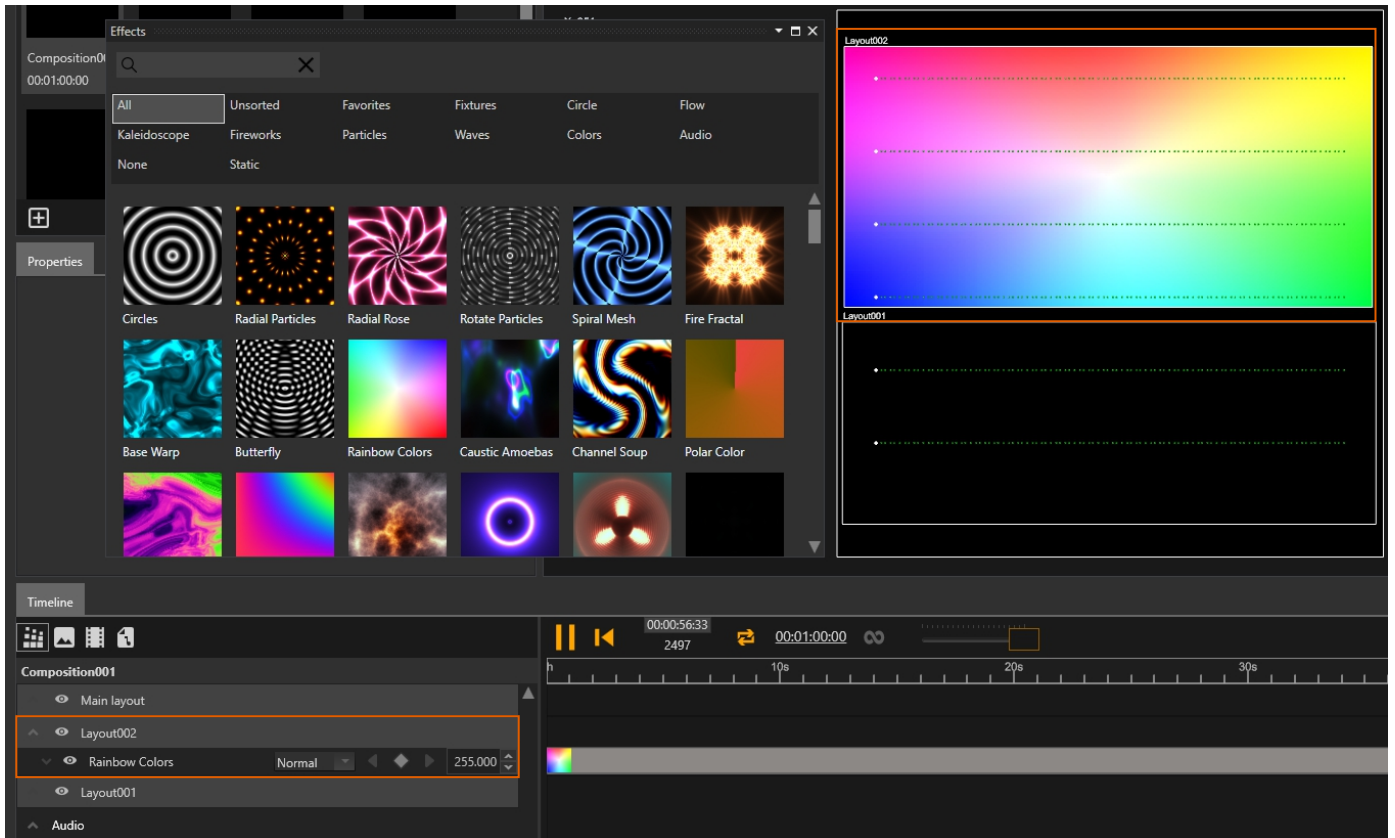 Effects
Composition0
00:01:00:00
All Unsorted Favorites Fixtures Circle Flow
Kaleidoscope Fireworks Particles Waves Colors Audio
None Static
Properties
Circles Radial Particles Radial Rose Rotate Particles Spiral Mesh Fire Fractal
Base Warp Butterfly Rainbow Colors Caustic Amoebas Channel Soup Polar Color
Layout002
Layout001
Timeline
00:00:56:33
2497
00:01:00:00
Composition001
h 10s 20s 30s
Main layout
Layout002
Rainbow Colors Normal 255.000
Layout001
Audio